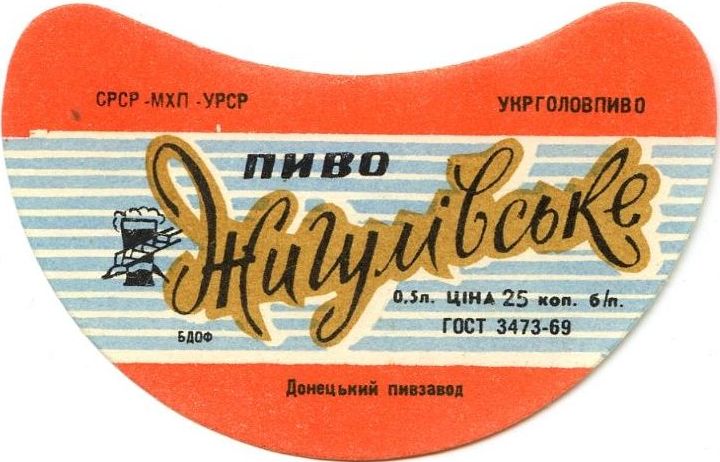 СРСР -МХП -УРСР
УКРГОЛОВПИВО
ПИВО
Жигулівське
0,5л. ЦІНА 25 коп. б/п.
ГОСТ 3473-69
БДОФ
Донецький пивзавод